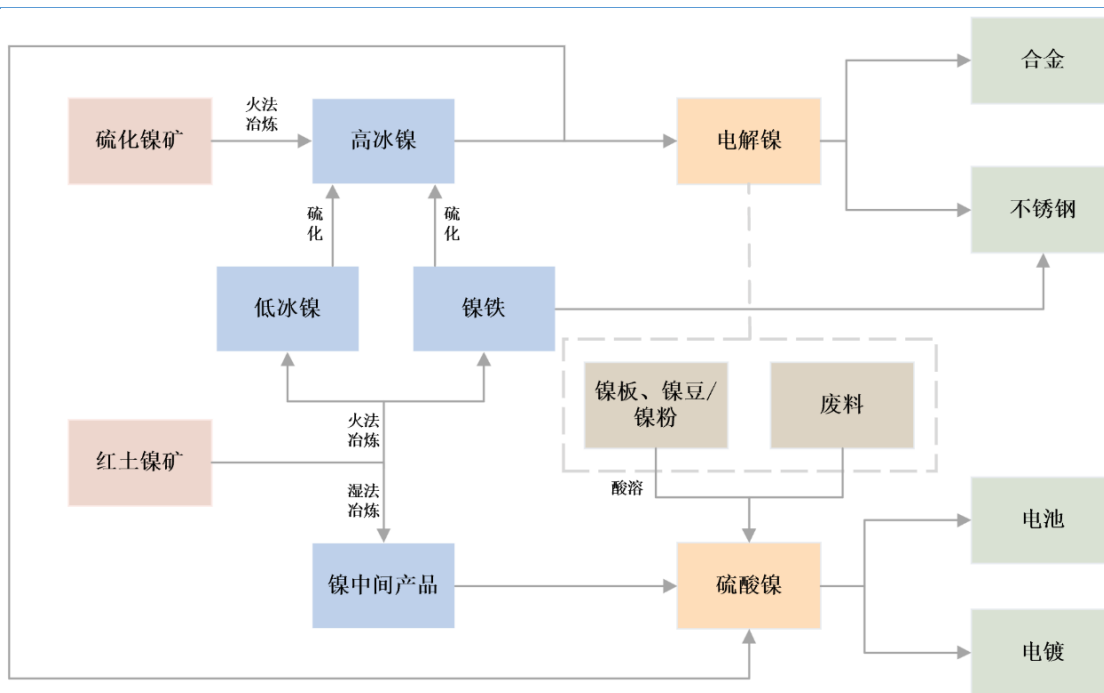 合金
火法
冶炼
硫化镍矿
高冰镍
电解镍
硫
化
硫
化
不锈钢
低冰镍
镍铁
镍板、镍豆/
镍粉
废料
火法
冶炼
红土镍矿
湿法
冶炼
酸溶
电池
镍中间产品
硫酸镍
电镀